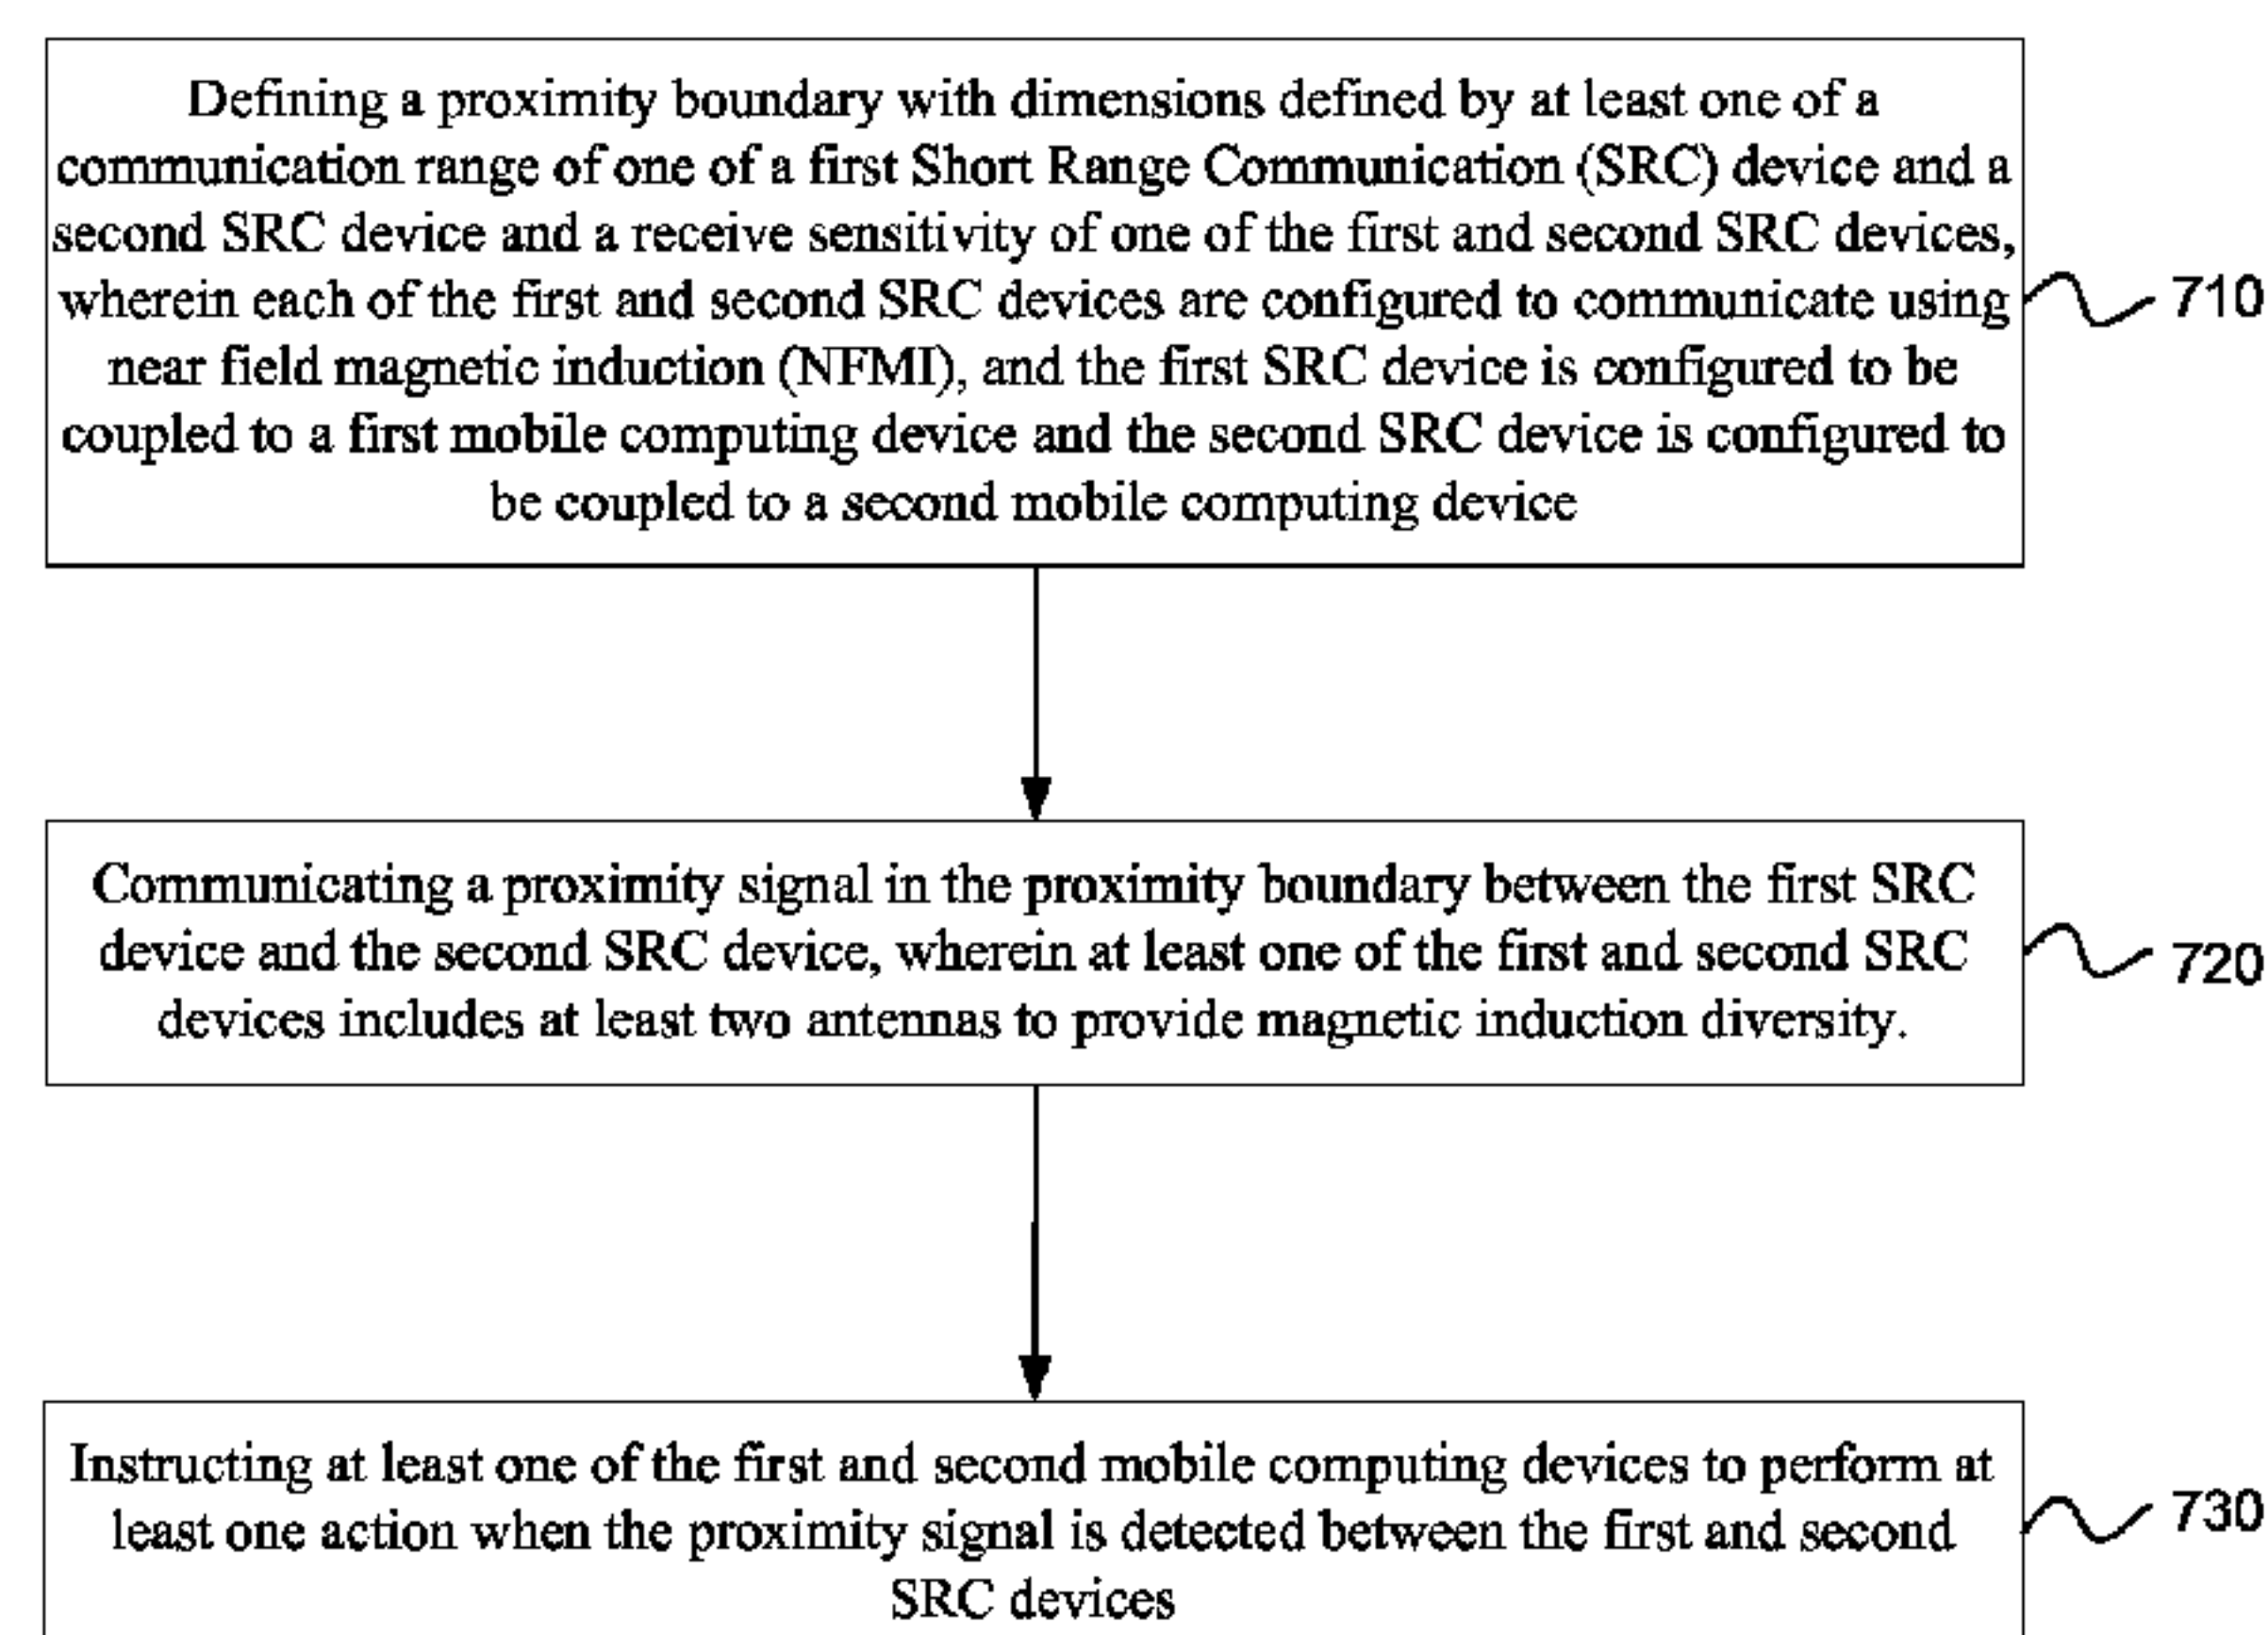 Defining a proximity boundary with dimensions defined by at least one of a
communication range of one of a first Short Range Communication (SRC) device and a
second SRC device and a receive sensitivity of one of the first and second SRC devices,
wherein each of the first and second SRC devices are configured to communicate using
near field magnetic induction (NFMI), and the first SRC device is configured to be
coupled to a first mobile computing device and the second SRC device is configured to
be coupled to a second mobile computing device
710
Communicating a proximity signal in the proximity boundary between the first SRC
device and the second SRC device, wherein at least one of the first and second SRC
devices includes at least two antennas to provide magnetic induction diversity.
720
Instructing at least one of the first and second mobile computing devices to perform at
least one action when the proximity signal is detected between the first and second
SRC devices
730